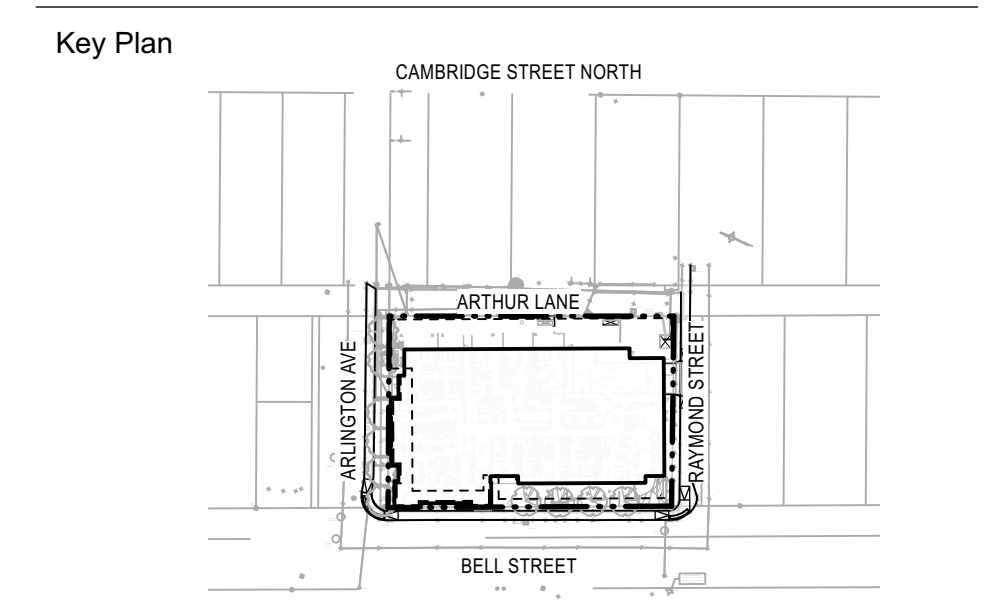 Key Plan
CAMBRIDGE STREET NORTH
ARTHUR LANE
ARLINGTON AVE
RAYMOND STREET
BELL STREET